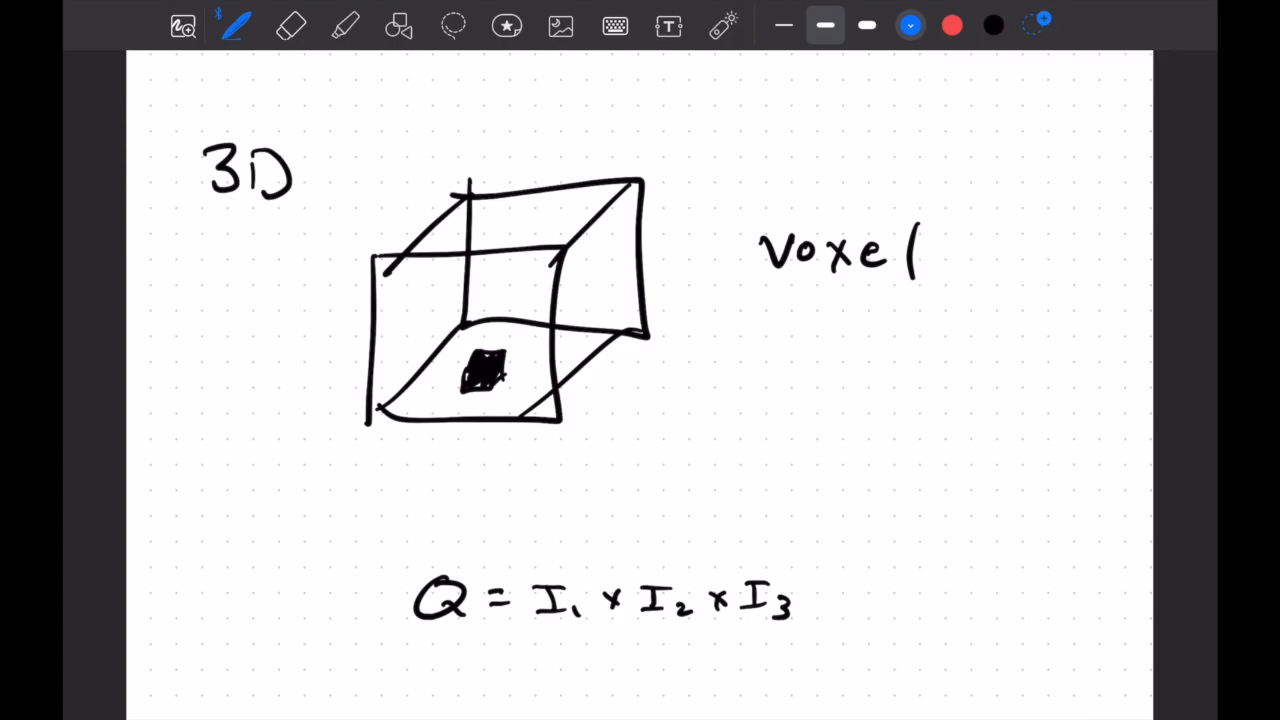 3D
voxel
Q = I₁ × I₂ × I₃